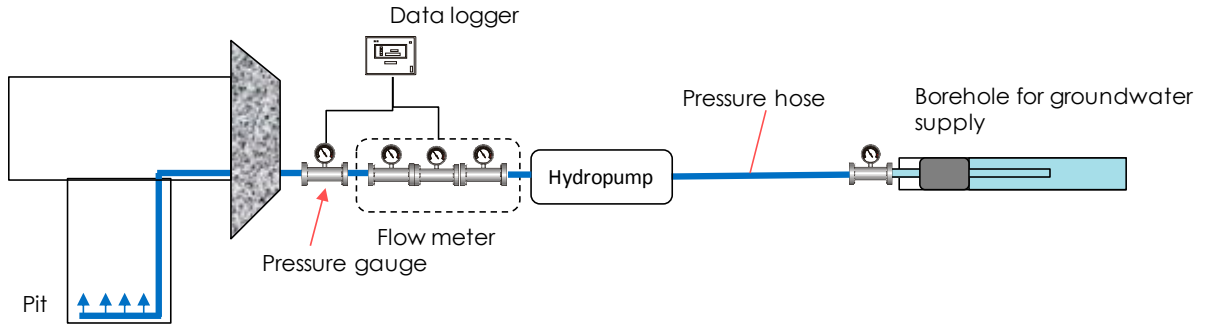 Data logger
Pressure hose
Borehole for groundwater
supply
Hydropump
Flow meter
Pressure gauge
Pit